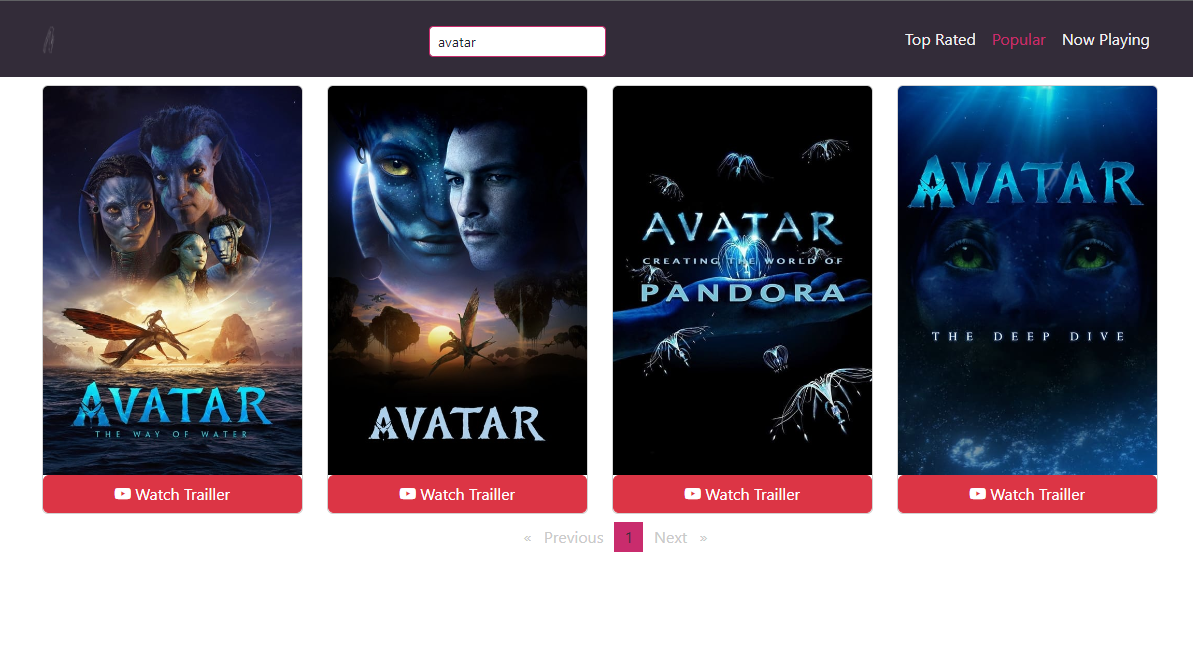 avatar
Top Rated Popular Now Playing
AVATAR
THE WAY OF WATER
AVATAR
AVATAR
CREATING THE WORLD OF
PANDORA
AVATAR
THE DEEP DIVE
Watch Trailler
Watch Trailler
Watch Trailler
Watch Trailler
« Previous 1 Next »